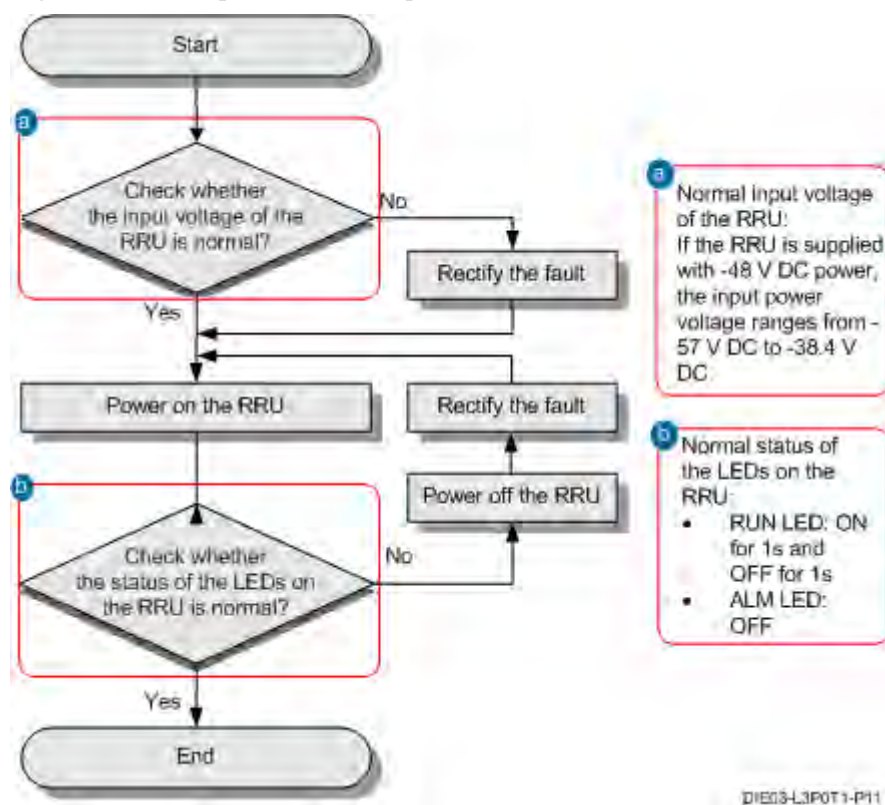 Start
a
Check whether
the input voltage of the
RRU is normal?
No
Rectify the fault
Yes
Power on the RRU
Rectify the fault
Power off the RRU
b
Check whether
the status of the LEDs on
the RRU is normal?
No
Yes
End
a
Normal input voltage
of the RRU:
If the RRU is supplied
with -48 V DC power,
the input power
voltage ranges from -
57 V DC to -38.4 V
DC
b
Normal status of
the LEDs on the
RRU:
• RUN LED: ON
for 1s and
OFF for 1s
• ALM LED:
OFF
DIE03-L3P0T1-P11